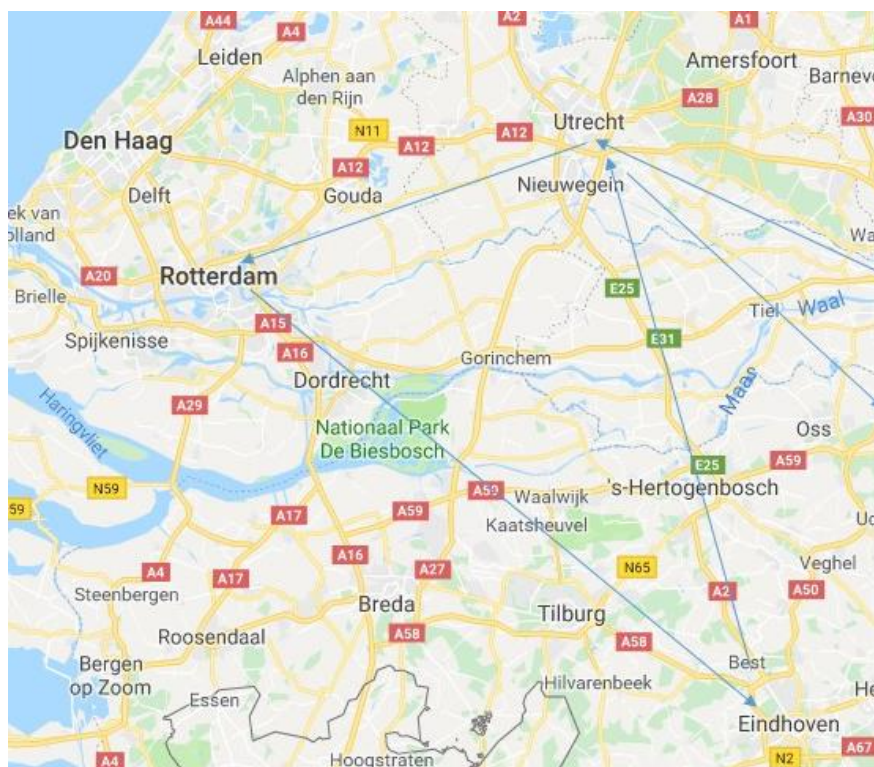 A44
A4
A2
A1
Leiden
Amersfoort
Alphen aan
den Rijn
Barneve
A28
A30
N11
Utrecht
Den Haag
A12
A12
A12
Delft
Gouda
Nieuwegein
ek van
olland
Wa
A20
Rotterdam
Brielle
E25
Tiel
Waal
A15
Spijkenisse
E31
A16
Gorinchem
Dordrecht
Maas
A29
Haringvliet
Nationaal Park
De Biesbosch
Oss
E25
A59
N59
A59
Waalwijk
's-Hertogenbosch
59
A59
A17
Kaatsheuvel
Ud
A16
A4
A17
A27
N65
Veghel
Steenbergen
A2
A50
Breda
Tilburg
Roosendaal
A58
A58
Best
Bergen
op Zoom
Hilvarenbeek
He
Essen
Eindhoven
A4
Hoogstraten
N2
A67